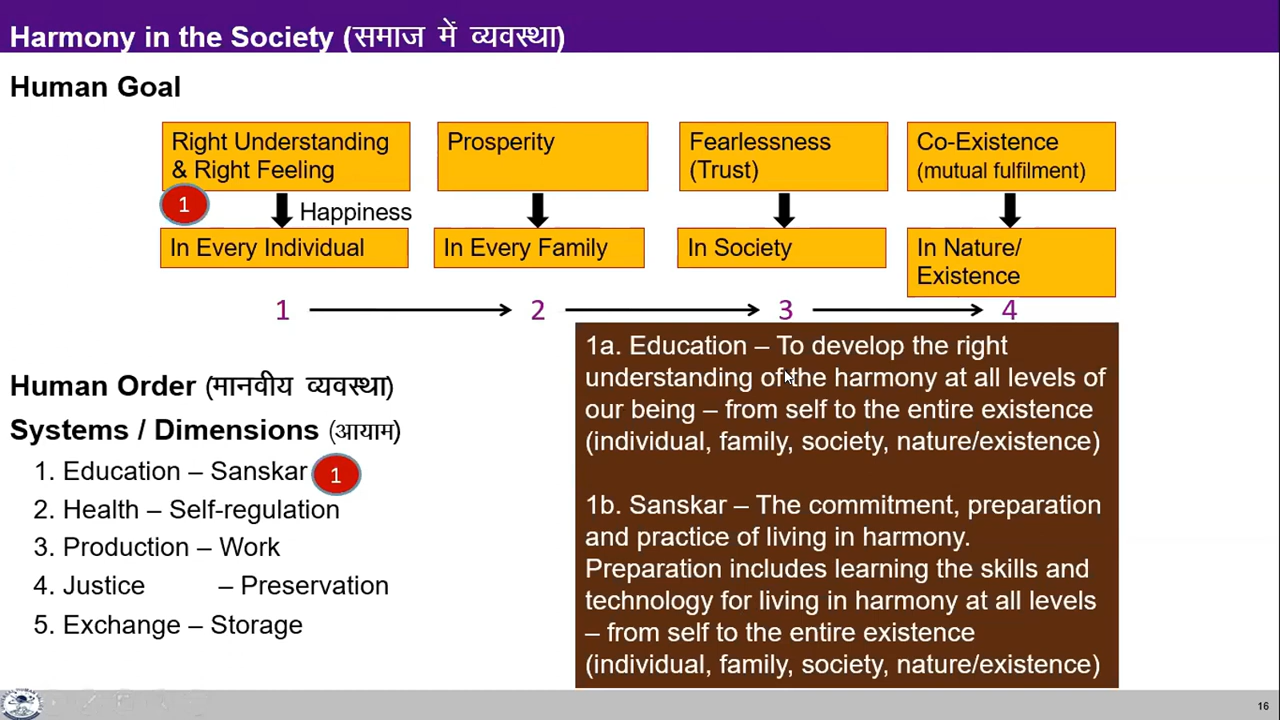 Harmony in the Society (समाज में व्यवस्था)
Human Goal
Right Understanding
& Right Feeling
Prosperity
Fearlessness
(Trust)
Co-Existence
(mutual fulfilment)
1
Happiness
In Every Individual
In Every Family
In Society
In Nature/
Existence
1
2
3
4
Human Order (मानवीय व्यवस्था)
Systems / Dimensions (आयाम)
1. Education – Sanskar 1
2. Health – Self-regulation
3. Production – Work
4. Justice – Preservation
5. Exchange – Storage
1a. Education – To develop the right
understanding of the harmony at all levels of
our being – from self to the entire existence
(individual, family, society, nature/existence)
1b. Sanskar – The commitment, preparation
and practice of living in harmony.
Preparation includes learning the skills and
technology for living in harmony at all levels
– from self to the entire existence
(individual, family, society, nature/existence)
16